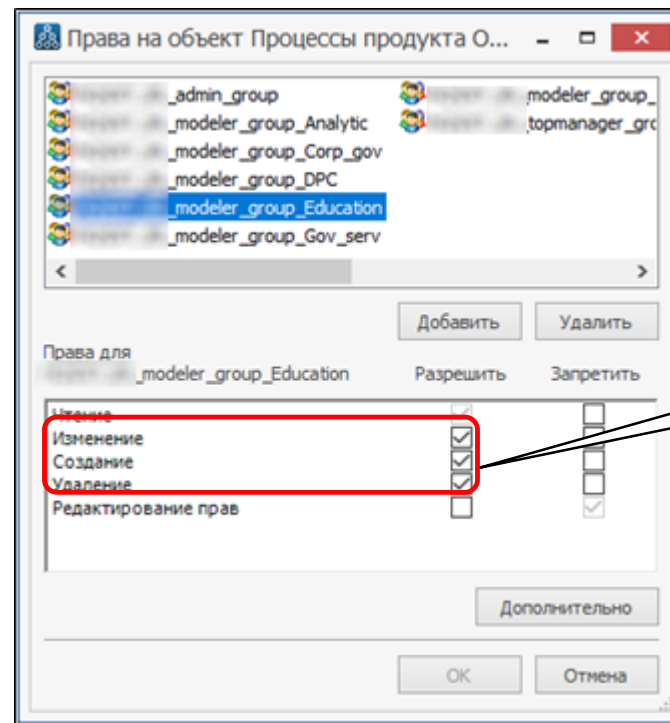 Права на объект Процессы продукта О...
_admin_group
_modeler_group_Analytic
_modeler_group_Corp_gov
_modeler_group_DPC
_modeler_group_Education
_modeler_group_Gov_serv
modeler_group_
topmanager_grc
Добавить Удалить
Права для
_modeler_group_Education Разрешить Запретить
Чтение
Изменение
Создание
Удаление
Редактирование прав
Дополнительно
OK Отмена